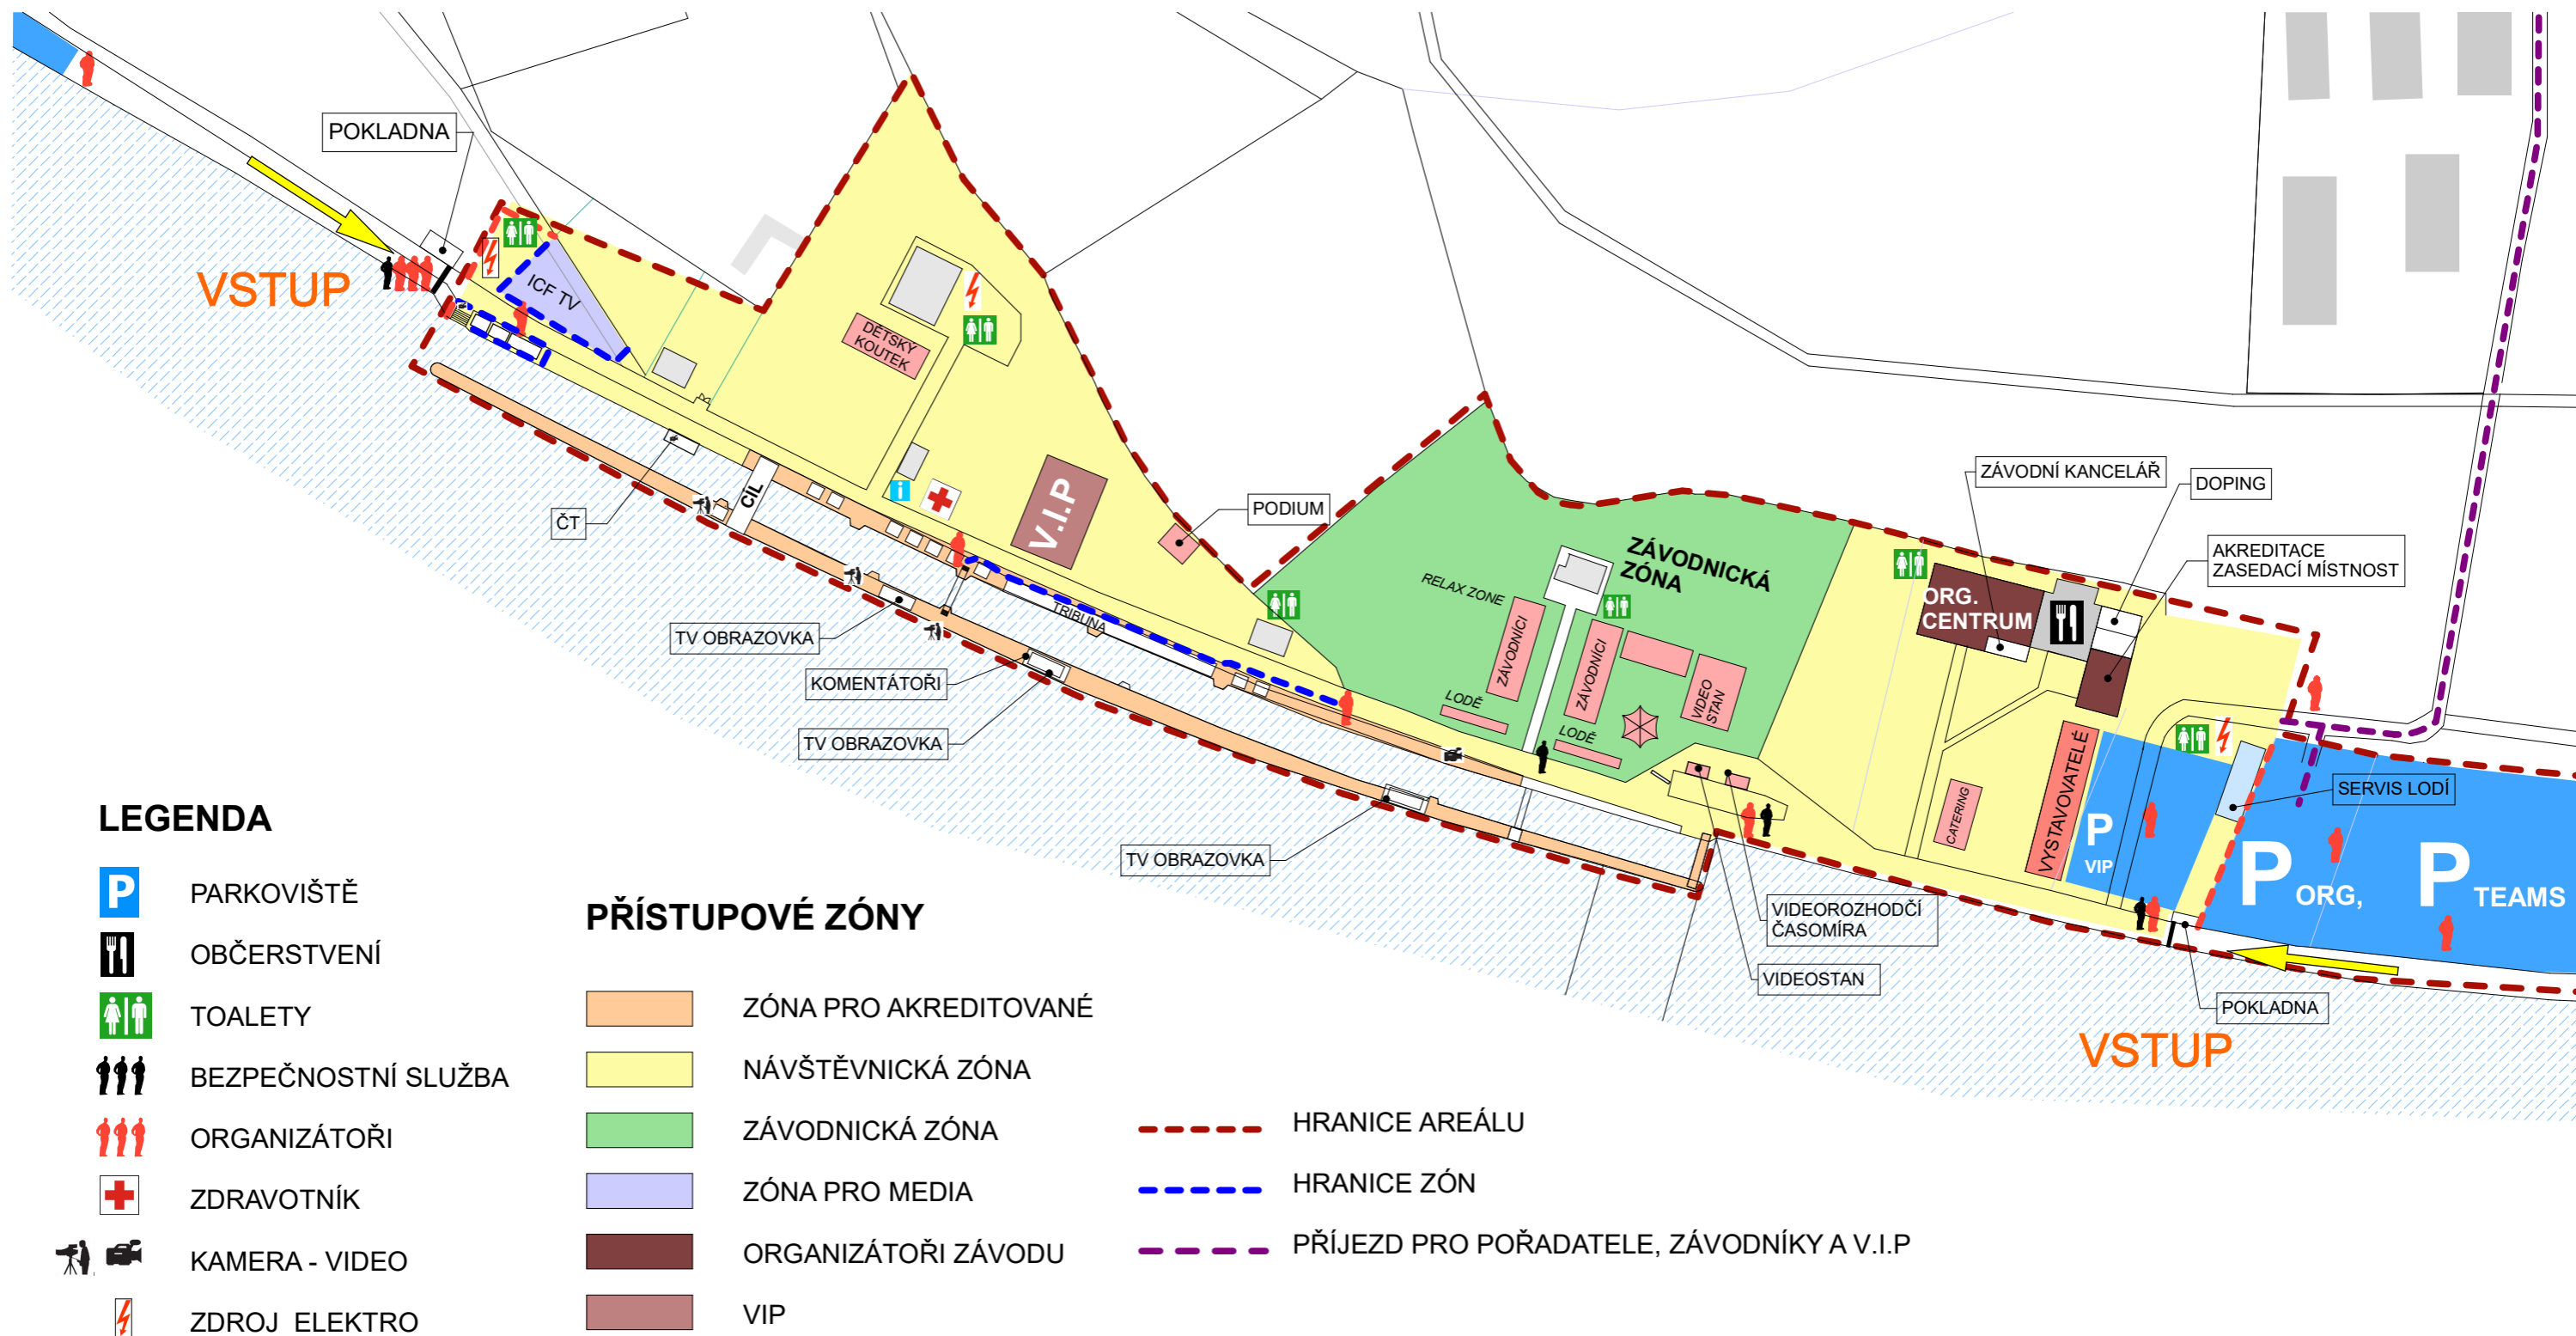 POKLADNA
VSTUP
ICF TV
DĚTSKÝ
KOUTEK
ČT
CÍL
i
V.I.P
PODIUM
TRIBUNA
TV OBRAZOVKA
KOMENTÁTOŘI
TV OBRAZOVKA
TV OBRAZOVKA
ZÁVODNICKÁ
ZÓNA
RELAX ZONE
ZÁVODNÍCI
ZÁVODNÍCI
LODĚ
LODĚ
VIDEO
STAN
ZÁVODNÍ KANCELÁŘ
DOPING
AKREDITACE
ZASEDACÍ MÍSTNOST
ORG.
CENTRUM
CATERING
VYSTAVOVATELÉ
P
VIP
SERVIS LODÍ
P ORG,
P TEAMS
VIDEOROZHODČÍ
ČASOMÍRA
VIDEOSTAN
POKLADNA
VSTUP
LEGENDA
P PARKOVIŠTĚ
OBČERSTVENÍ
TOALETY
BEZPEČNOSTNÍ SLUŽBA
ORGANIZÁTOŘI
ZDRAVOTNÍK
KAMERA - VIDEO
ZDROJ ELEKTRO
PŘÍSTUPOVÉ ZÓNY
ZÓNA PRO AKREDITOVANÉ
NÁVŠTĚVNICKÁ ZÓNA
ZÁVODNICKÁ ZÓNA
ZÓNA PRO MEDIA
ORGANIZÁTOŘI ZÁVODU
VIP
HRANICE AREÁLU
HRANICE ZÓN
PŘÍJEZD PRO POŘADATELE, ZÁVODNÍKY A V.I.P